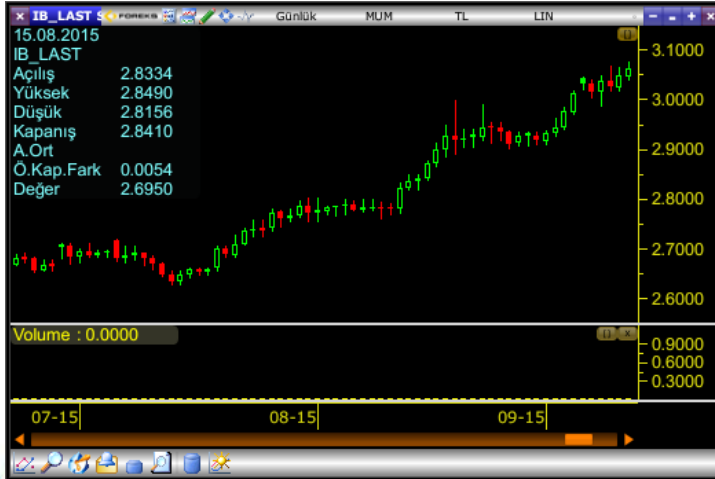 IB_LAST S FOREKS Günlük MUM TL LIN
15.08.2015
IB_LAST
Açılış 2.8334
Yüksek 2.8490
Düşük 2.8156
Kapanış 2.8410
A.Ort
Ö.Kap.Fark 0.0054
Değer 2.6950
3.1000
3.0000
2.9000
2.8000
2.7000
2.6000
Volume : 0.0000
0.9000
0.6000
0.3000
07-15 08-15 09-15